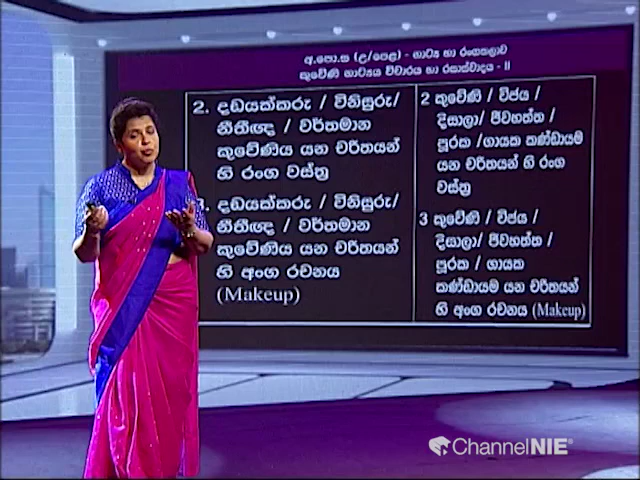 අ.පො.ස (උ/පෙළ) - නාට්‍ය හා රංගකලාව
කුවේණි නාට්‍යය විචාරය හා රසාස්වාදය - II
2. දඩයක්කරු / විනිසුරු/
නීතීඥ / වර්තමාන
කුවේණිය යන චරිතයන්
හි රංග වස්ත්‍ර
3. දඩයක්කරු / විනිසුරු/
නීතීඥ / වර්තමාන
කුවේණිය යන චරිතයන්
හි අංග රචනය
(Makeup)
2 කුවේණි / විජය /
දිසාලා/ ජීවහත්ත /
පූරක /ගායක කණ්ඩායම
යන චරිතයන් හි රංග
වස්ත්‍ර
3 කුවේණි / විජය /
දිසාලා/ ජීවහත්ත /
පූරක / ගායක
කණ්ඩායම යන චරිතයන්
හි අංග රචනය (Makeup)
ChannelNIE